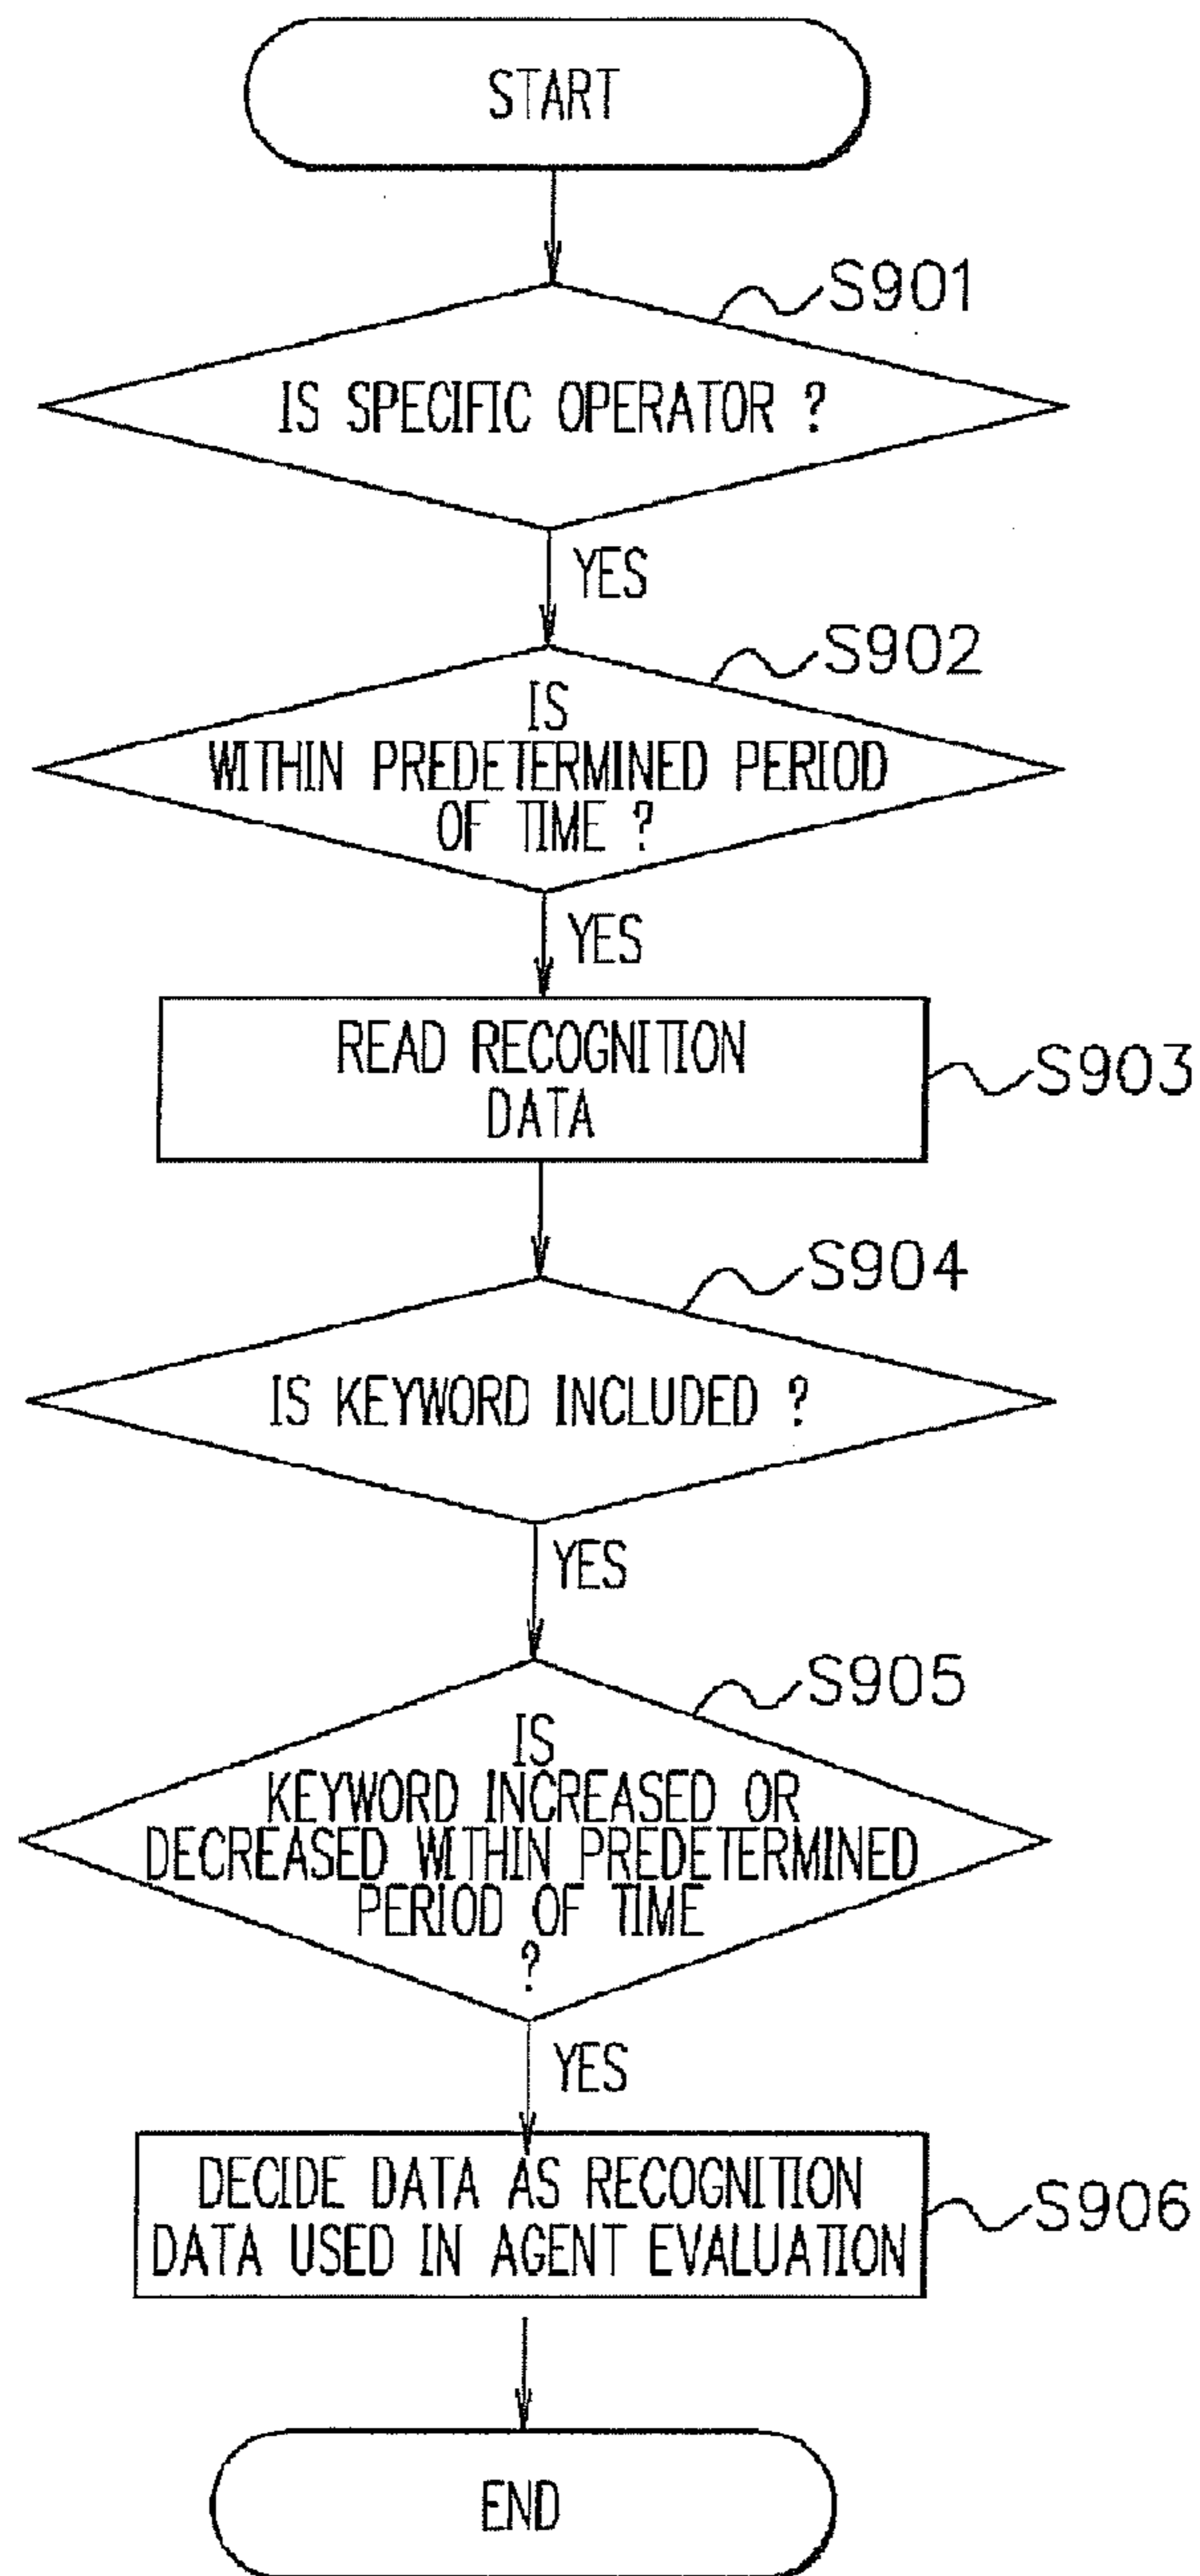 START
S901
IS SPECIFIC OPERATOR ?
YES
S902
IS
WITHIN PREDETERMINED PERIOD
OF TIME ?
YES
READ RECOGNITION
DATA
S903
S904
IS KEYWORD INCLUDED ?
YES
S905
IS
KEYWORD INCREASED OR
DECREASED WITHIN PREDETERMINED
PERIOD OF TIME
?
YES
DECIDE DATA AS RECOGNITION
DATA USED IN AGENT EVALUATION
S906
END